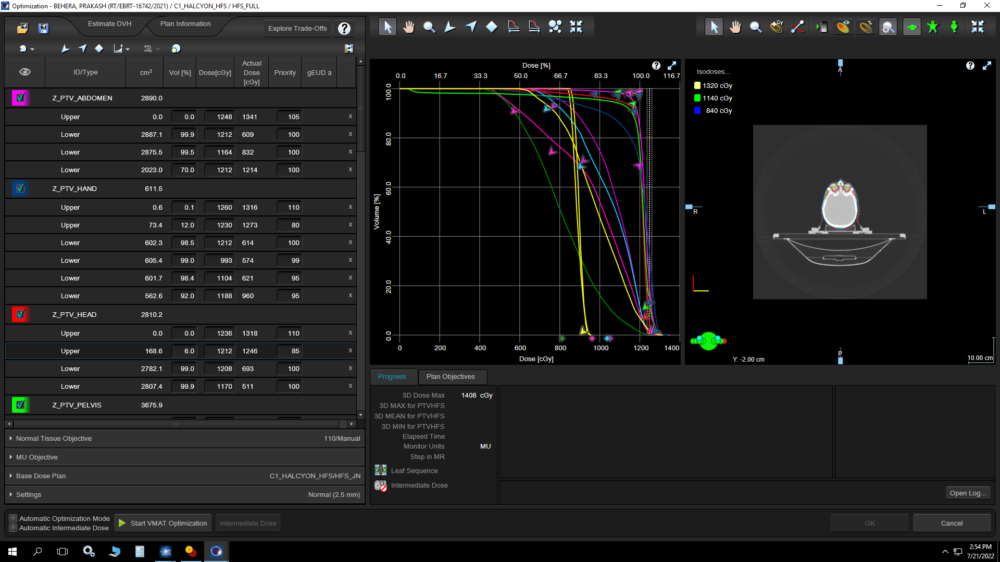 Optimization - BEHERA, PRAKASH (RT/EBRT-16742/2021) / C1_HALCYON_HFS / HFS_FULL
Estimate DVH
Plan Information
Explore Trade-Offs
?
ID/Type cm3 Vol [%] Dose[cGy] Actual Dose [cGy] Priority gEUD a
Z_PTV_ABDOMEN 2890.0
Upper 0.0 0.0 1248 1341 105 X
Lower 2887.1 99.9 1212 609 100 X
Lower 2875.5 99.5 1164 832 100 X
Lower 2023.0 70.0 1212 1214 100 X
Z_PTV_HAND 611.5
Upper 0.6 0.1 1260 1316 110 X
Upper 73.4 12.0 1230 1273 80 X
Lower 602.3 98.5 1212 614 100 X
Lower 605.4 99.0 993 574 99 X
Lower 601.7 98.4 1104 621 95 X
Lower 562.6 92.0 1188 960 95 X
Z_PTV_HEAD 2810.2
Upper 0.0 0.0 1236 1318 110 X
Upper 168.6 6.0 1212 1246 85 X
Lower 2782.1 99.0 1208 693 100 X
Lower 2807.4 99.9 1170 511 100 X
Z_PTV_PELVIS 3675.9
Normal Tissue Objective 110/Manual
MU Objective
Base Dose Plan C1_HALCYON_HFS/HFS_JN
Settings Normal (2.5 mm)
Automatic Optimization Mode
Automatic Intermediate Dose
Start VMAT Optimization
Intermediate Dose
Gy
%
Dose [%]
?
0.0 16.7 33.3 50.0 66.7 83.3 100.0 116.7
100.0
80.0
60.0
40.0
20.0
0.0
Volume [%]
0 200 400 600 800 1000 1200 1400
Dose [cGy]
Isodoses...
1320 cGy
1140 cGy
840 cGy
?
A
R
L
P
Y: -2.00 cm
10.00 cm
Progress
Plan Objectives
3D Dose Max 1408 cGy
3D MAX for PTVHFS
3D MEAN for PTVHFS
3D MIN for PTVHFS
Elapsed Time
Monitor Units MU
Step in MR
Leaf Sequence
Intermediate Dose
Open Log...
OK
Cancel
2:54 PM
7/21/2022